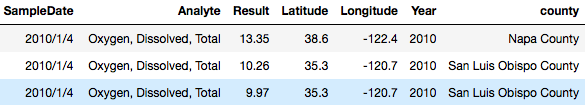 SampleDate Analyte Result Latitude Longitude Year county
2010/1/4 Oxygen, Dissolved, Total 13.35 38.6 -122.4 2010 Napa County
2010/1/4 Oxygen, Dissolved, Total 10.26 35.3 -120.7 2010 San Luis Obispo County
2010/1/4 Oxygen, Dissolved, Total 9.97 35.3 -120.7 2010 San Luis Obispo County